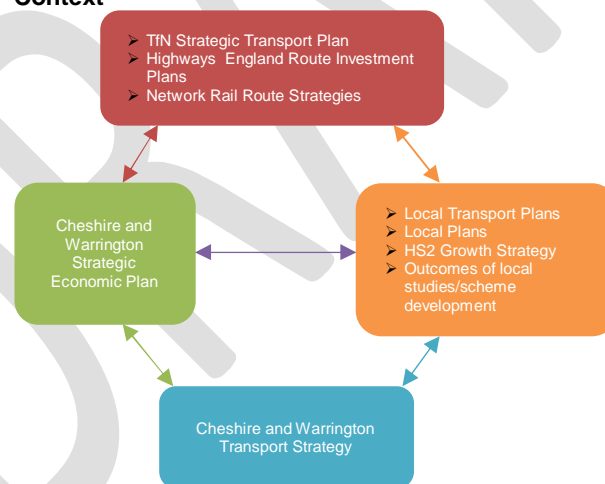 Context
➢ TfN Strategic Transport Plan
➢ Highways England Route Investment
Plans
➢ Network Rail Route Strategies
Cheshire and
Warrington
Strategic
Economic Plan
➢ Local Transport Plans
➢ Local Plans
➢ HS2 Growth Strategy
➢ Outcomes of local
studies/scheme
development
Cheshire and Warrington
Transport Strategy